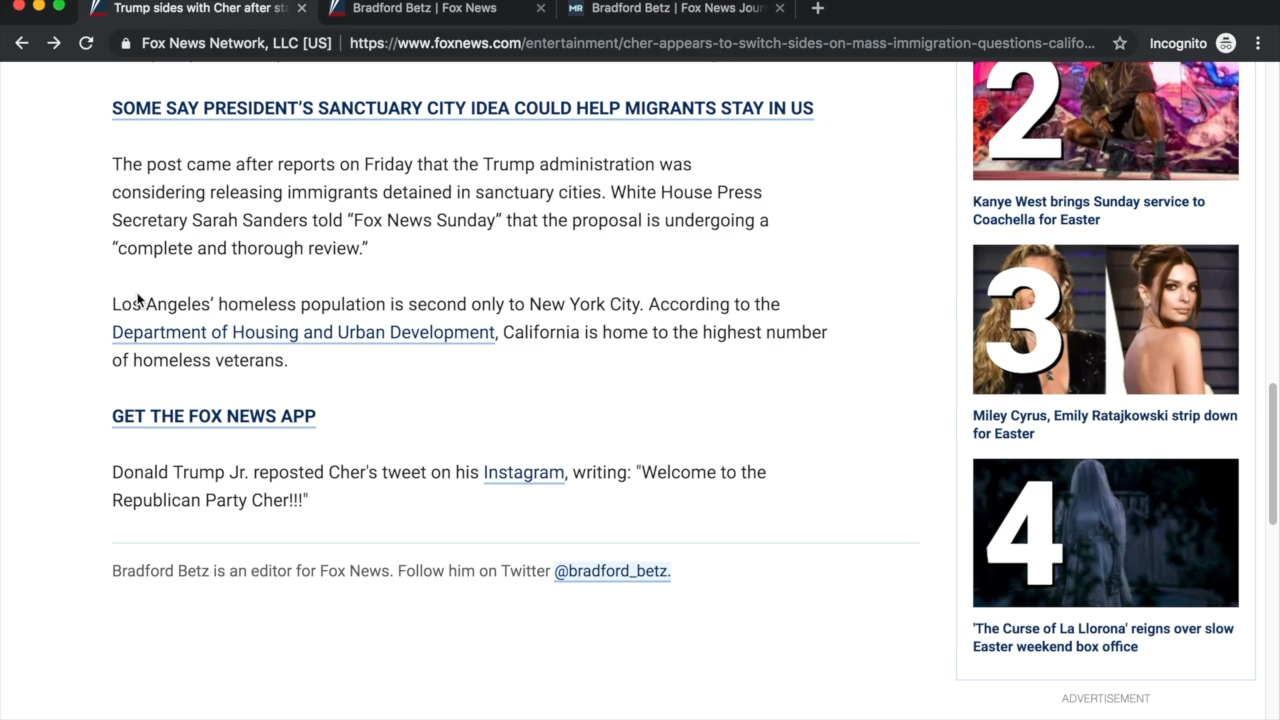 Trump sides with Cher after sta
Bradford Betz | Fox News
MR Bradford Betz | Fox News Jour
Fox News Network, LLC [US] | https://www.foxnews.com/entertainment/cher-appears-to-switch-sides-on-mass-immigration-questions-califo...
Incognito
SOME SAY PRESIDENT’S SANCTUARY CITY IDEA COULD HELP MIGRANTS STAY IN US
The post came after reports on Friday that the Trump administration was
considering releasing immigrants detained in sanctuary cities. White House Press
Secretary Sarah Sanders told “Fox News Sunday” that the proposal is undergoing a
“complete and thorough review.”
Los Angeles’ homeless population is second only to New York City. According to the
Department of Housing and Urban Development, California is home to the highest number
of homeless veterans.
GET THE FOX NEWS APP
Donald Trump Jr. reposted Cher's tweet on his Instagram, writing: "Welcome to the
Republican Party Cher!!!"
Bradford Betz is an editor for Fox News. Follow him on Twitter @bradford_betz.
2
Kanye West brings Sunday service to
Coachella for Easter
3
Miley Cyrus, Emily Ratajkowski strip down
for Easter
4
'The Curse of La Llorona' reigns over slow
Easter weekend box office
ADVERTISEMENT